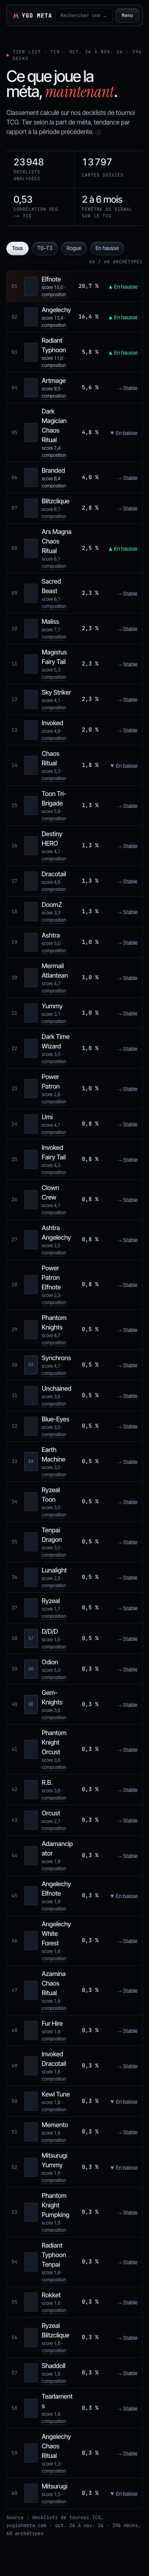 YGO META
Rechercher une …
Menu
TIER LIST · TCG · OCT. 26 À NOV. 26 · 396 DECKS
Ce que joue la
méta, maintenant.
Classement calculé sur nos decklists de tournoi
TCG. Tier selon la part de méta, tendance par
rapport à la période précédente.
23 948
DECKLISTS
ANALYSÉES
13 797
CARTES SUIVIES
0,53
CORRÉLATION OCG
→ TCG
2 à 6 mois
FENÊTRE DU SIGNAL
SUR LE TCG
Tous
T0–T3
Rogue
En hausse
60 / 60 ARCHÉTYPES
01 Elfnote score 15,0 · composition 20,7 % ▲ En hausse
02 Angelechy score 13,4 · composition 16,4 % ▲ En hausse
03 Radiant Typhoon score 11,0 · composition 5,8 % ▲ En hausse
04 Artmage score 9,5 · composition 5,6 % → Stable
05 Dark Magician Chaos Ritual score 7,4 · composition 4,8 % ▼ En baisse
06 Branded score 6,4 · composition 4,0 % → Stable
07 Blitzclique score 6,1 · composition 2,8 % → Stable
08 Ars Magna Chaos Ritual score 6,1 · composition 2,5 % ▲ En hausse
09 Sacred Beast score 6,1 · composition 2,3 % → Stable
10 Maliss score 7,1 · composition 2,3 % → Stable
11 Magistus Fairy Tail score 5,3 · composition 2,3 % → Stable
12 Sky Striker score 4,1 · composition 2,3 % → Stable
13 Invoked score 4,9 · composition 2,0 % → Stable
14 Chaos Ritual score 5,3 · composition 1,8 % ▼ En baisse
15 Toon Tri-Brigade score 5,9 · composition 1,3 % → Stable
16 Destiny HERO score 4,7 · composition 1,3 % → Stable
17 Dracotail score 4,6 · composition 1,3 % → Stable
18 DoomZ score 3,3 · composition 1,3 % → Stable
19 Ashtra score 5,0 · composition 1,0 % → Stable
20 Mermail Atlantean score 4,7 · composition 1,0 % → Stable
21 Yummy score 3,1 · composition 1,0 % → Stable
22 Dark Time Wizard score 3,0 · composition 1,0 % → Stable
23 Power Patron score 2,6 · composition 1,0 % → Stable
24 Umi score 4,7 · composition 0,8 % → Stable
25 Invoked Fairy Tail score 4,3 · composition 0,8 % → Stable
26 Clown Crew score 4,1 · composition 0,8 % → Stable
27 Ashtra Angelechy score 2,5 · composition 0,8 % → Stable
28 Power Patron Elfnote score 2,3 · composition 0,8 % → Stable
29 Phantom Knights score 4,7 · composition 0,5 % → Stable
30 SY Synchrons score 4,7 · composition 0,5 % → Stable
31 Unchained score 3,8 · composition 0,5 % → Stable
32 Blue-Eyes score 3,0 · composition 0,5 % → Stable
33 EA Earth Machine score 3,0 · composition 0,5 % → Stable
34 Ryzeal Toon score 3,0 · composition 0,5 % → Stable
35 Tenpai Dragon score 3,0 · composition 0,5 % → Stable
36 Lunalight score 2,5 · composition 0,5 % → Stable
37 Ryzeal score 1,7 · composition 0,5 % → Stable
38 D/ D/D/D score 1,6 · composition 0,5 % → Stable
39 OD Odion score 5,0 · composition 0,3 % → Stable
40 GE Gem-Knights score 3,6 · composition 0,3 % → Stable
41 Phantom Knight Orcust score 3,6 · composition 0,3 % → Stable
42 R.B. score 3,6 · composition 0,3 % → Stable
43 Orcust score 2,7 · composition 0,3 % → Stable
44 Adamancipator score 1,8 · composition 0,3 % → Stable
45 Angelechy Elfnote score 1,8 · composition 0,3 % ▼ En baisse
46 Angelechy White Forest score 1,8 · composition 0,3 % → Stable
47 Azamina Chaos Ritual score 1,8 · composition 0,3 % → Stable
48 Fur Hire score 1,8 · composition 0,3 % → Stable
49 Invoked Dracotail score 1,8 · composition 0,3 % → Stable
50 Kewl Tune score 1,8 · composition 0,3 % ▼ En baisse
51 Memento score 1,8 · composition 0,3 % ▼ En baisse
52 Mitsurugi Yummy score 1,8 · composition 0,3 % ▼ En baisse
53 Phantom Knights Pumpking score 1,8 · composition 0,3 % → Stable
54 Radiant Typhoon Tenpai score 1,8 · composition 0,3 % → Stable
55 Rokket score 1,8 · composition 0,3 % → Stable
56 Ryzeal Blitzclique score 1,8 · composition 0,3 % → Stable
57 Shaddoll score 1,8 · composition 0,3 % → Stable
58 Tearlaments score 1,8 · composition 0,3 % → Stable
59 Angelechy Chaos Ritual score 1,3 · composition 0,3 % → Stable
60 Mitsurugi score 1,3 · composition 0,3 % ▼ En baisse
Source : decklists de tournoi TCG,
yugiohmeta.com · oct. 26 à nov. 26 · 396 decks,
60 archétypes